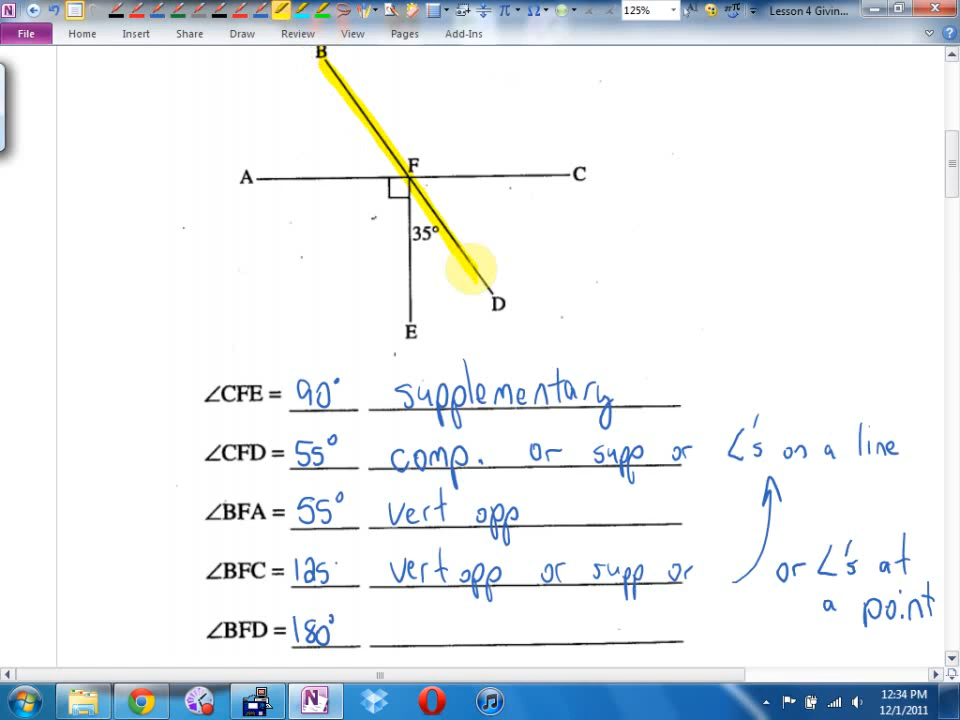 125%
Lesson 4 Givin...
File Home Insert Share Draw Review View Pages Add-Ins
B
F
A
C
35°
D
E
∠CFE = 90° supplementary
∠CFD = 55° comp. or supp or ∠'s on a line
∠BFA = 55° vert opp
∠BFC = 125° vert opp or supp or or ∠'s at
a point
∠BFD = 180°
12:34 PM
12/1/2011